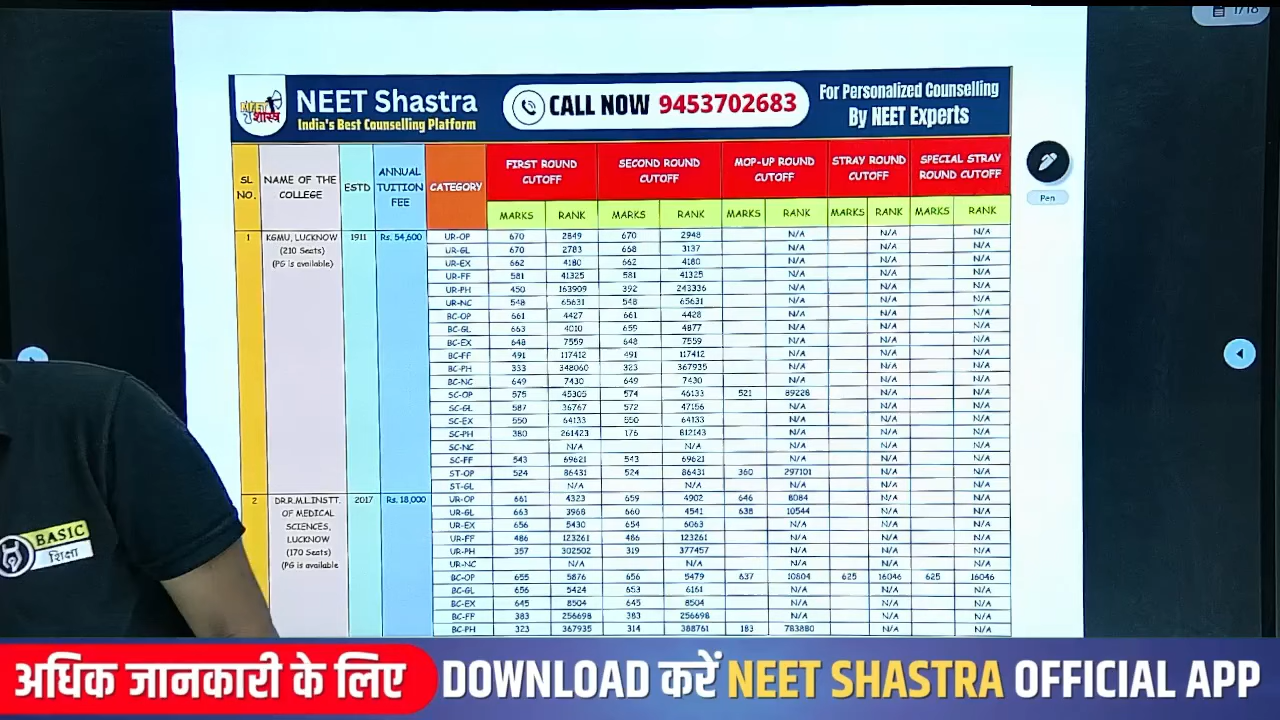 1/18
NEET Shastra
India's Best Counselling Platform
CALL NOW 9453702683
For Personalized Counselling
By NEET Experts
Pen
SL NO. NAME OF THE COLLEGE ESTD ANNUAL TUITION FEE CATEGORY FIRST ROUND CUTOFF SECOND ROUND CUTOFF MOP-UP ROUND CUTOFF STRAY ROUND CUTOFF SPECIAL STRAY ROUND CUTOFF
MARKS RANK MARKS RANK MARKS RANK MARKS RANK MARKS RANK
1 KGMU, LUCKNOW (210 Seats) (PG is available) 1911 Rs. 54,600
UR-OP 670 2849 670 2948 N/A N/A N/A
UR-GL 670 2783 668 3137 N/A N/A N/A
UR-EX 662 4180 662 4180 N/A N/A N/A
UR-FF 581 41325 581 41325 N/A N/A N/A
UR-PH 450 163909 392 243336 N/A N/A N/A
UR-NC 548 65631 548 65631 N/A N/A N/A
BC-OP 661 4427 661 4428 N/A N/A N/A
BC-GL 663 4010 659 4877 N/A N/A N/A
BC-EX 648 7559 648 7559 N/A N/A N/A
BC-FF 491 117412 491 117412 N/A N/A N/A
BC-PH 333 348060 323 367935 N/A N/A N/A
BC-NC 649 7430 649 7430 N/A N/A N/A
SC-OP 575 45305 574 46133 521 89228 N/A N/A
SC-GL 587 36767 572 47156 N/A N/A N/A
SC-EX 550 64133 550 64133 N/A N/A N/A
SC-PH 380 261423 176 812143 N/A N/A N/A
SC-NC N/A N/A N/A N/A N/A
SC-FF 543 69621 543 69621 N/A N/A N/A
ST-OP 524 86431 524 86431 360 297101 N/A N/A
ST-GL N/A N/A N/A N/A N/A
2 DR.R.M.L.INSTT. OF MEDICAL SCIENCES, LUCKNOW (170 Seats) (PG is available 2017 Rs. 18,000
UR-OP 661 4323 659 4902 646 8084 N/A N/A
UR-GL 663 3968 660 4541 638 10544 N/A N/A
UR-EX 656 5430 654 6063 N/A N/A N/A
UR-FF 486 123261 486 123261 N/A N/A N/A
UR-PH 357 302502 319 377457 N/A N/A N/A
UR-NC N/A N/A N/A N/A N/A
BC-OP 655 5876 656 5479 637 10804 625 16046 625 16046
BC-GL 656 5424 653 6161 N/A N/A N/A
BC-EX 645 8504 645 8504 N/A N/A N/A
BC-FF 383 256698 383 256698 N/A N/A N/A
BC-PH 323 367935 314 388761 183 783880 N/A N/A
BASIC
शिक्षा
अधिक जानकारी के लिए DOWNLOAD करें NEET SHASTRA OFFICIAL APP